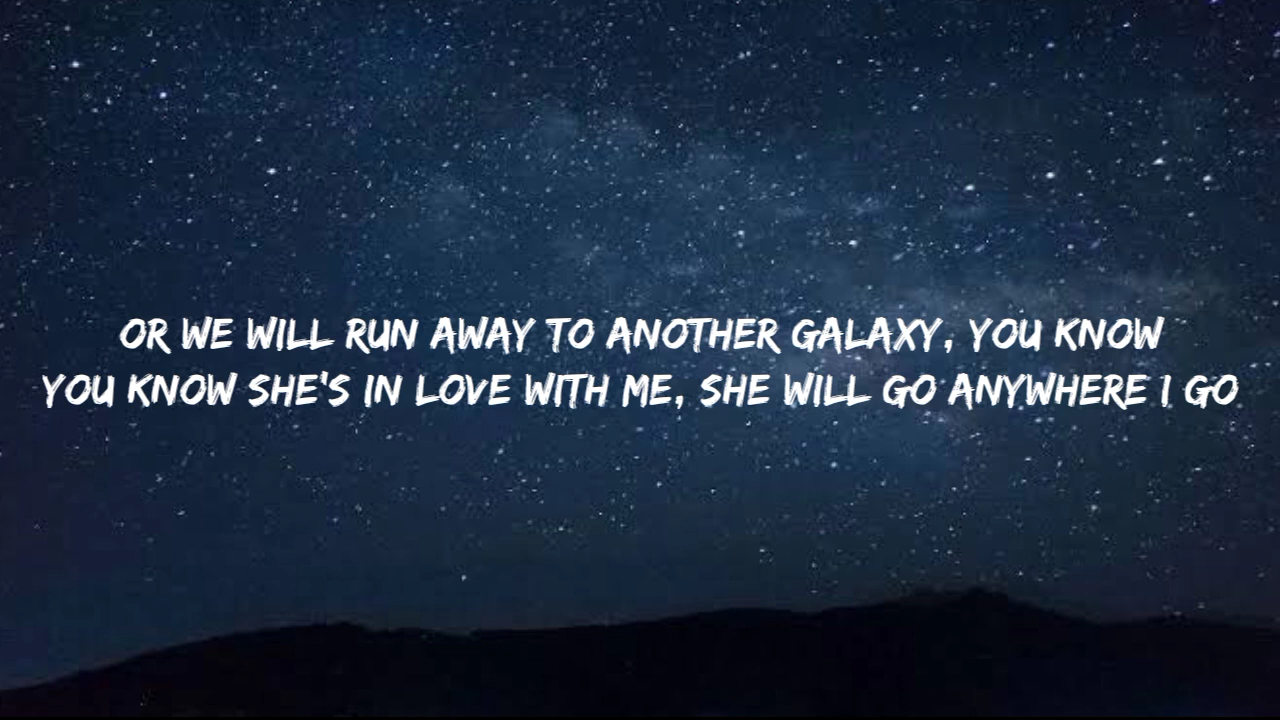 OR WE WILL RUN AWAY TO ANOTHER GALAXY, YOU KNOW
YOU KNOW SHE'S IN LOVE WITH ME, SHE WILL GO ANYWHERE I GO